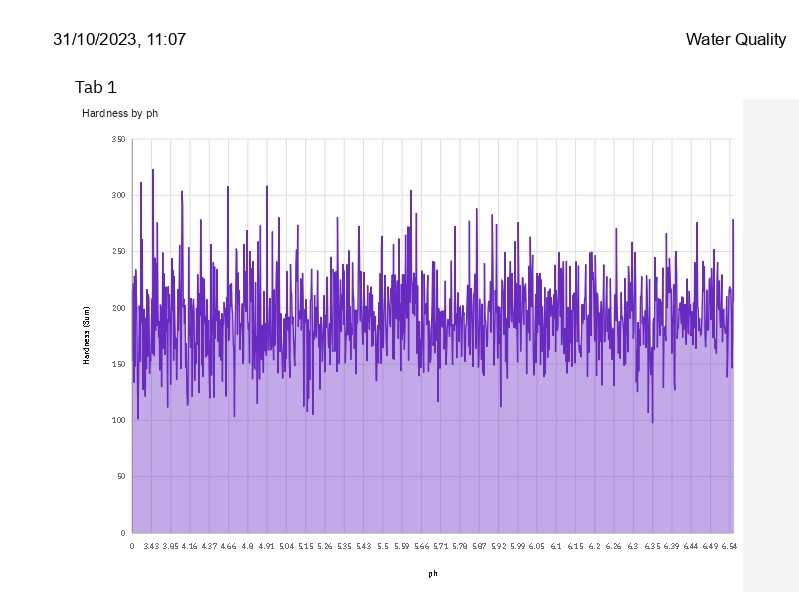 31/10/2023, 11:07
Water Quality
Tab 1
Hardness by ph
350
300
250
200
150
100
50
0
Hardness (Sum)
0 3.43 3.85 4.16 4.37 4.66 4.8 4.91 5.04 5.15 5.26 5.35 5.43 5.5 5.59 5.66 5.71 5.78 5.87 5.92 5.99 6.05 6.1 6.15 6.2 6.26 6.3 6.35 6.39 6.44 6.49 6.54
ph